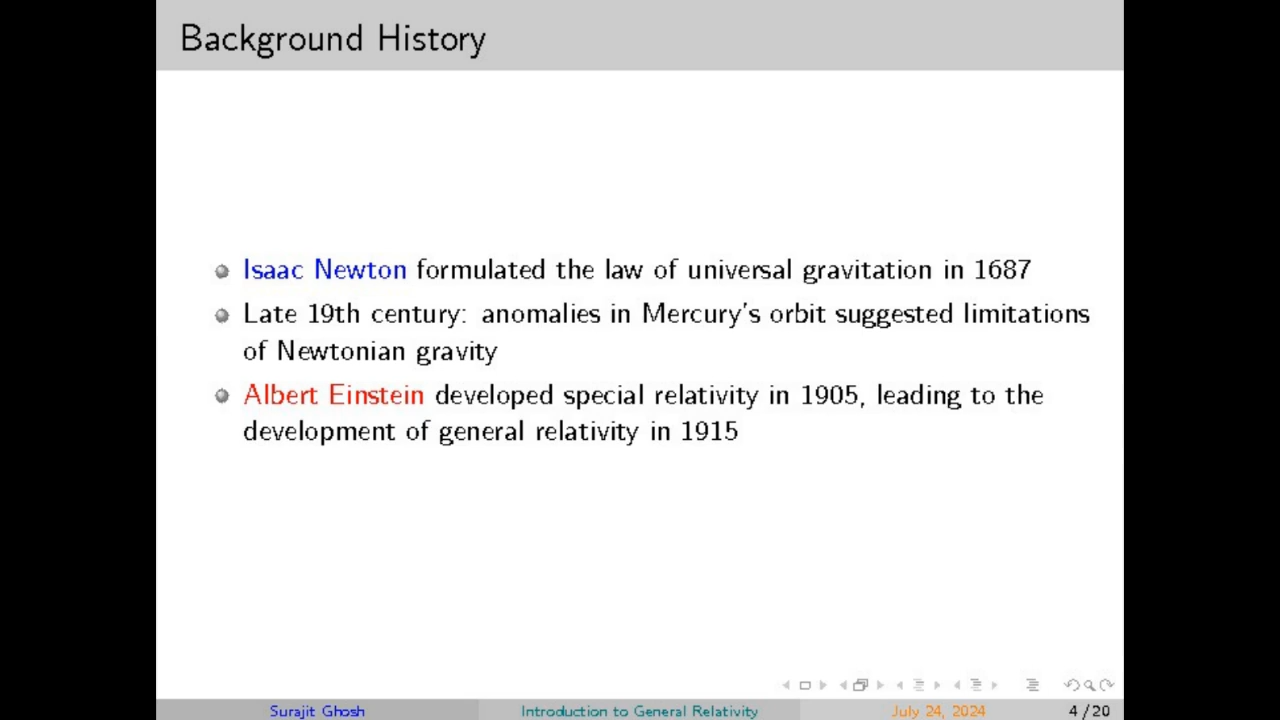 Background History
Isaac Newton formulated the law of universal gravitation in 1687
Late 19th century: anomalies in Mercury's orbit suggested limitations
of Newtonian gravity
Albert Einstein developed special relativity in 1905, leading to the
development of general relativity in 1915
Surajit Ghosh
Introduction to General Relativity
July 24, 2024
4/20